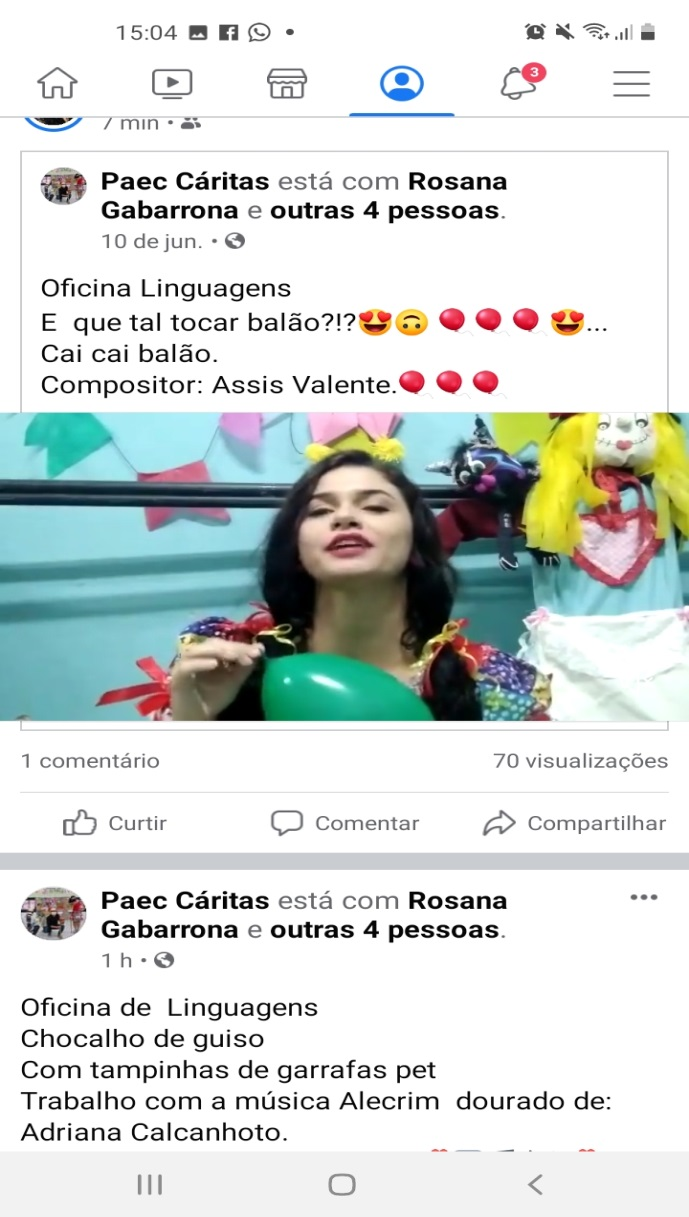 15:04
3
7 min
Paec Cáritas está com Rosana
Gabarrona e outras 4 pessoas.
10 de jun.
Oficina Linguagens
E que tal tocar balão?!?😍🙃🎈🎈🎈😍...
Cai cai balão.
Compositor: Assis Valente.🎈🎈🎈
1 comentário 70 visualizações
Curtir Comentar Compartilhar
Paec Cáritas está com Rosana
Gabarrona e outras 4 pessoas.
1 h
Oficina de Linguagens
Chocalho de guiso
Com tampinhas de garrafas pet
Trabalho com a música Alecrim dourado de:
Adriana Calcanhoto.